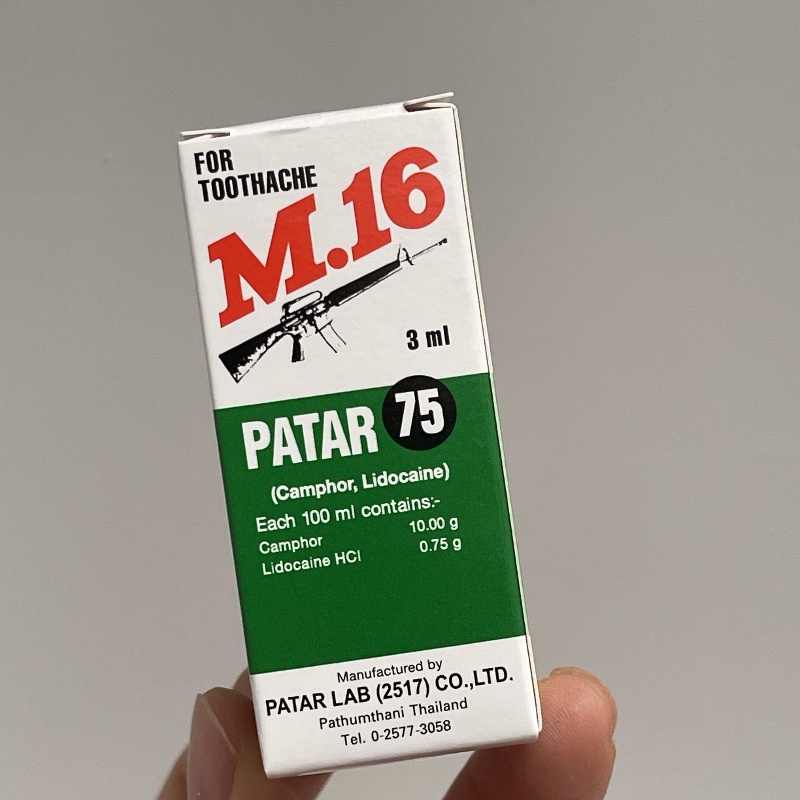 FOR
TOOTHACHE
M.16
3 ml
PATAR 75
(Camphor, Lidocaine)
Each 100 ml contains:-
Camphor 10.00 g
Lidocaine HCl 0.75 g
Manufactured by
PATAR LAB (2517) CO.,LTD.
Pathumthani Thailand
Tel. 0-2577-3058